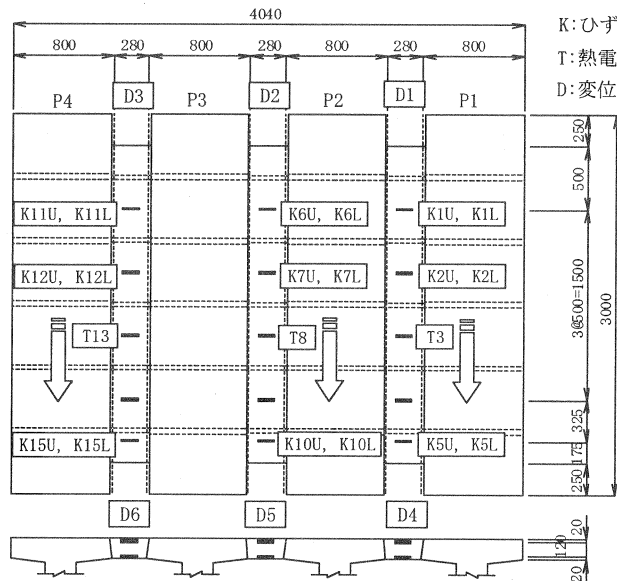 4040
800 280 800 280 800 280 800
K:ひず
T:熱電
D:変位
P4 D3 P3 D2 P2 D1 P1
250
500
K11U, K11L K6U, K6L K1U, K1L
K12U, K12L K7U, K7L K2U, K2L
3@500=1500
3000
T13 T8 T3
325
K15U, K15L K10U, K10L K5U, K5L
175
250
D6 D5 D4
20
120
20